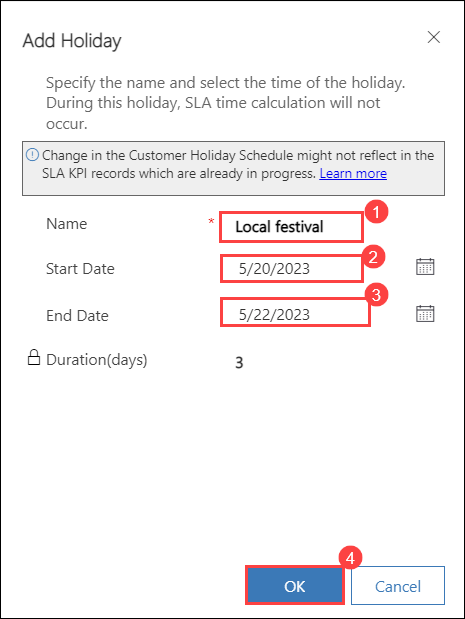 Add Holiday
Specify the name and select the time of the holiday.
During this holiday, SLA time calculation will not
occur.
Change in the Customer Holiday Schedule might not reflect in the
SLA KPI records which are already in progress. Learn more
Name * Local festival 1
Start Date 5/20/2023 2
End Date 5/22/2023 3
Duration(days) 3
4
OK Cancel